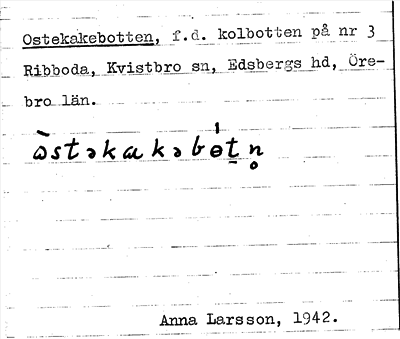 Ostekakebotten, f.d. kolbotten på nr 3
Ribboda, Kvistbro sn, Edsbergs hd, Öre-
bro län.
Anna Larsson, 1942.